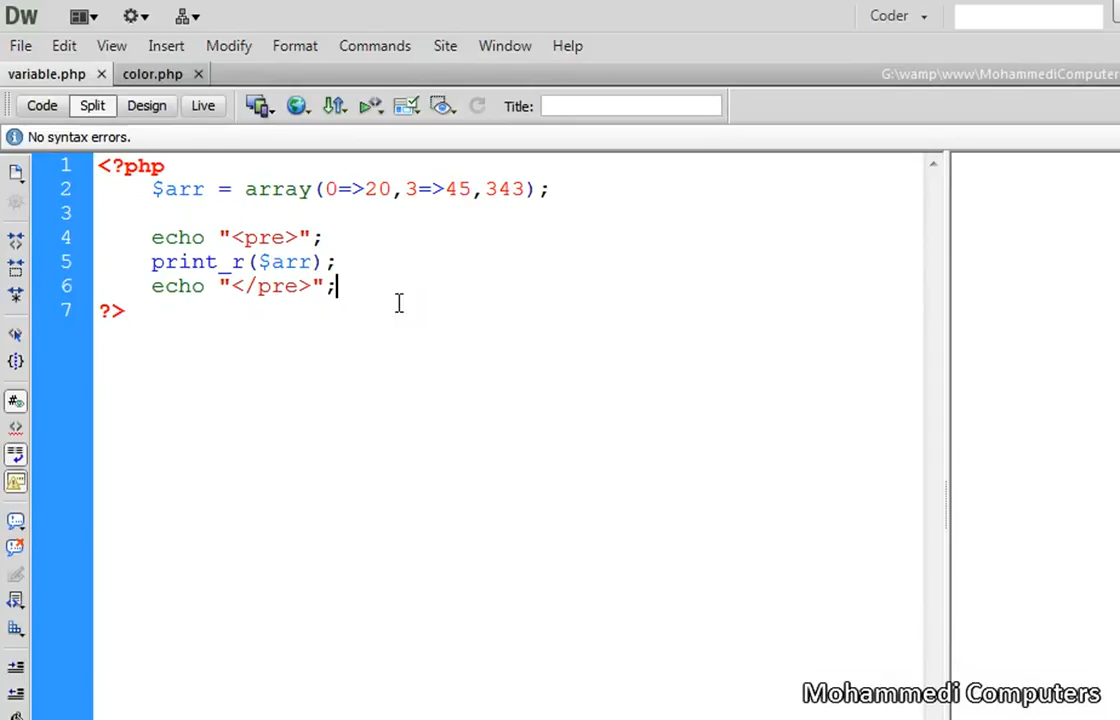 Dw Coder
File Edit View Insert Modify Format Commands Site Window Help
variable.php × color.php × G:\wamp\www\MohammediComputer
Code Split Design Live Title:
No syntax errors.
1 <?php
2 $arr = array(0=>20,3=>45,343);
3
4 echo "<pre>";
5 print_r($arr);
6 echo "</pre>";
7 ?>
Mohammedi Computers